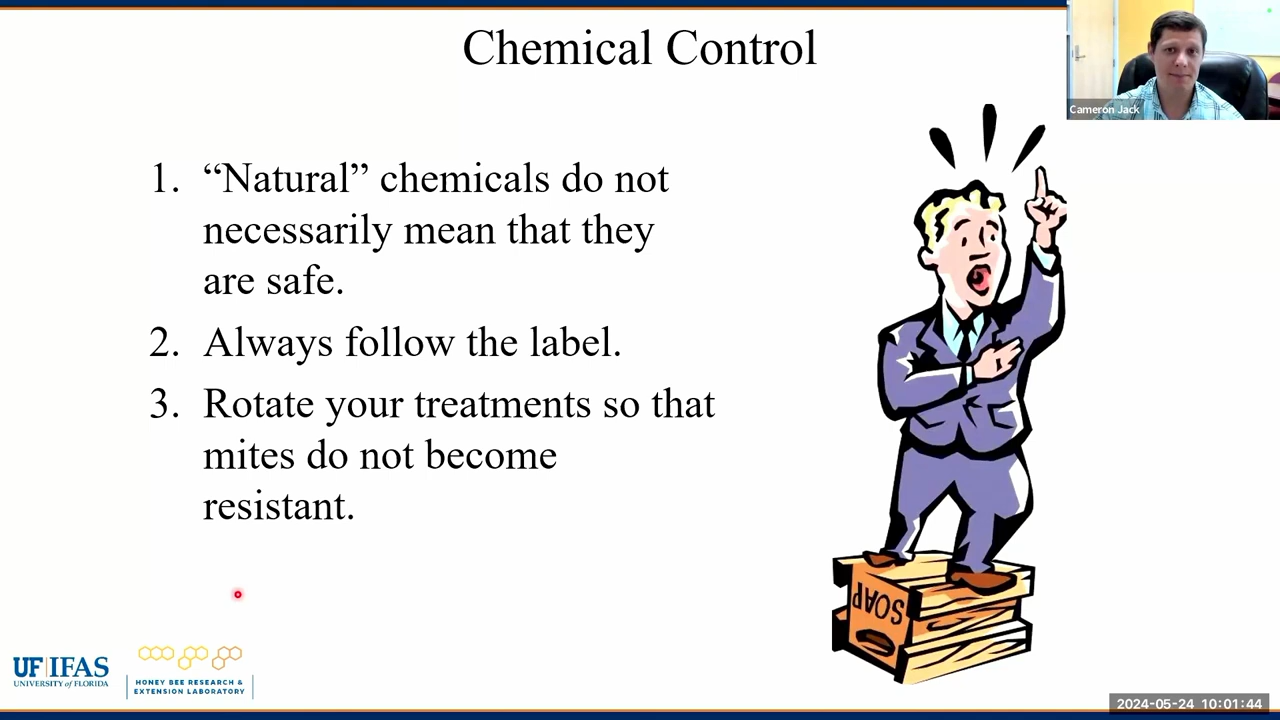 Chemical Control
Cameron Jack
1. “Natural” chemicals do not
necessarily mean that they
are safe.
2. Always follow the label.
3. Rotate your treatments so that
mites do not become
resistant.
SOAP
UF|IFAS
UNIVERSITY of FLORIDA
HONEY BEE RESEARCH &
EXTENSION LABORATORY
2024-05-24 10:01:44